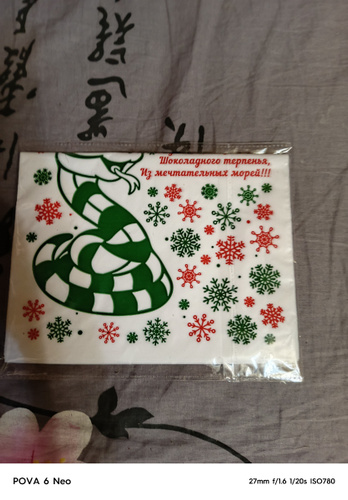 Шоколадного терпенья,
Из мечтательных морей!!!
POVA 6 Neo
27mm f/1.6 1/20s ISO780